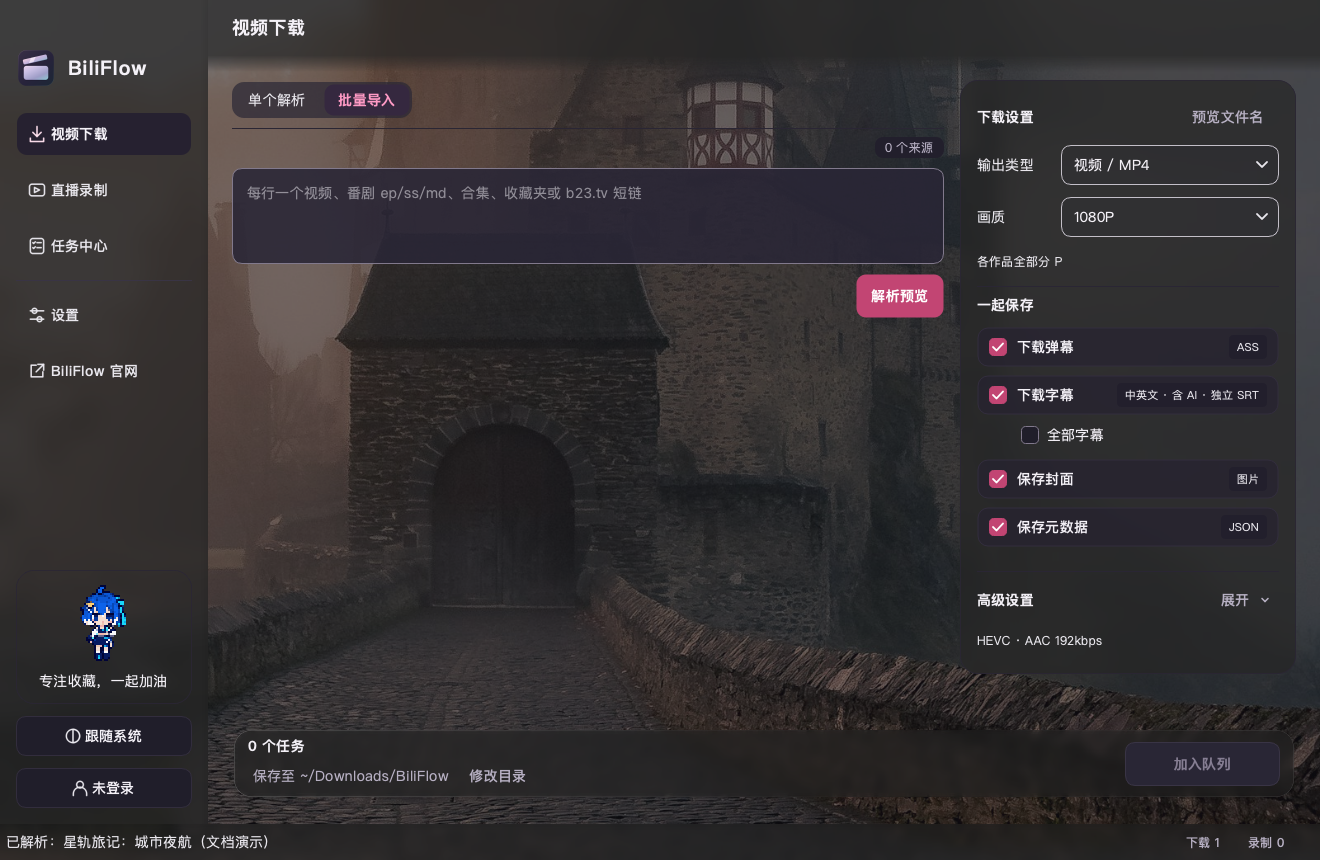 视频下载
BiliFlow
视频下载
直播录制
任务中心
设置
BiliFlow 官网
专注收藏，一起加油
跟随系统
未登录
单个解析
批量导入
0 个来源
每行一个视频、番剧 ep/ss/md、合集、收藏夹或 b23.tv 短链
解析预览
下载设置
预览文件名
输出类型
视频 / MP4
画质
1080P
各作品全部分 P
一起保存
下载弹幕
ASS
下载字幕
中英文 · 含 AI · 独立 SRT
全部字幕
保存封面
图片
保存元数据
JSON
高级设置
展开
HEVC · AAC 192kbps
0 个任务
保存至 ~/Downloads/BiliFlow
修改目录
加入队列
已解析：星轨旅记：城市夜航（文档演示）
下载 1
录制 0